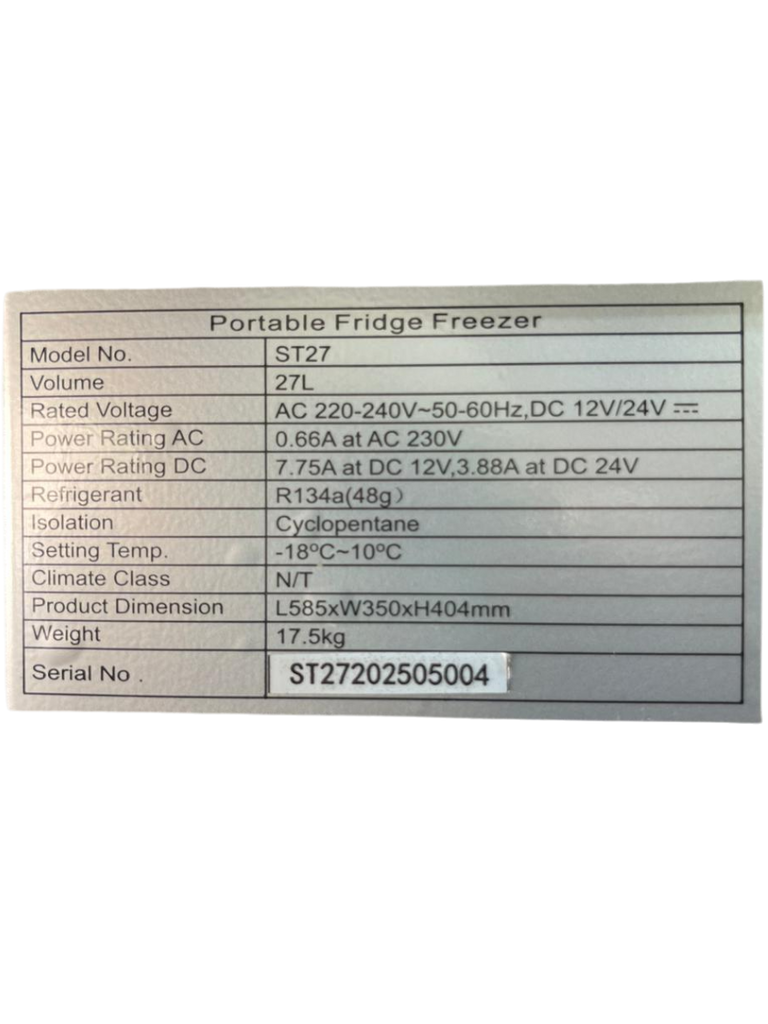 Portable Fridge Freezer
Model No. ST27
Volume 27L
Rated Voltage AC 220-240V~50-60Hz,DC 12V/24V ⎓
Power Rating AC 0.66A at AC 230V
Power Rating DC 7.75A at DC 12V,3.88A at DC 24V
Refrigerant R134a(48g)
Isolation Cyclopentane
Setting Temp. -18ºC~10ºC
Climate Class N/T
Product Dimension L585xW350xH404mm
Weight 17.5kg
Serial No . ST27202505004